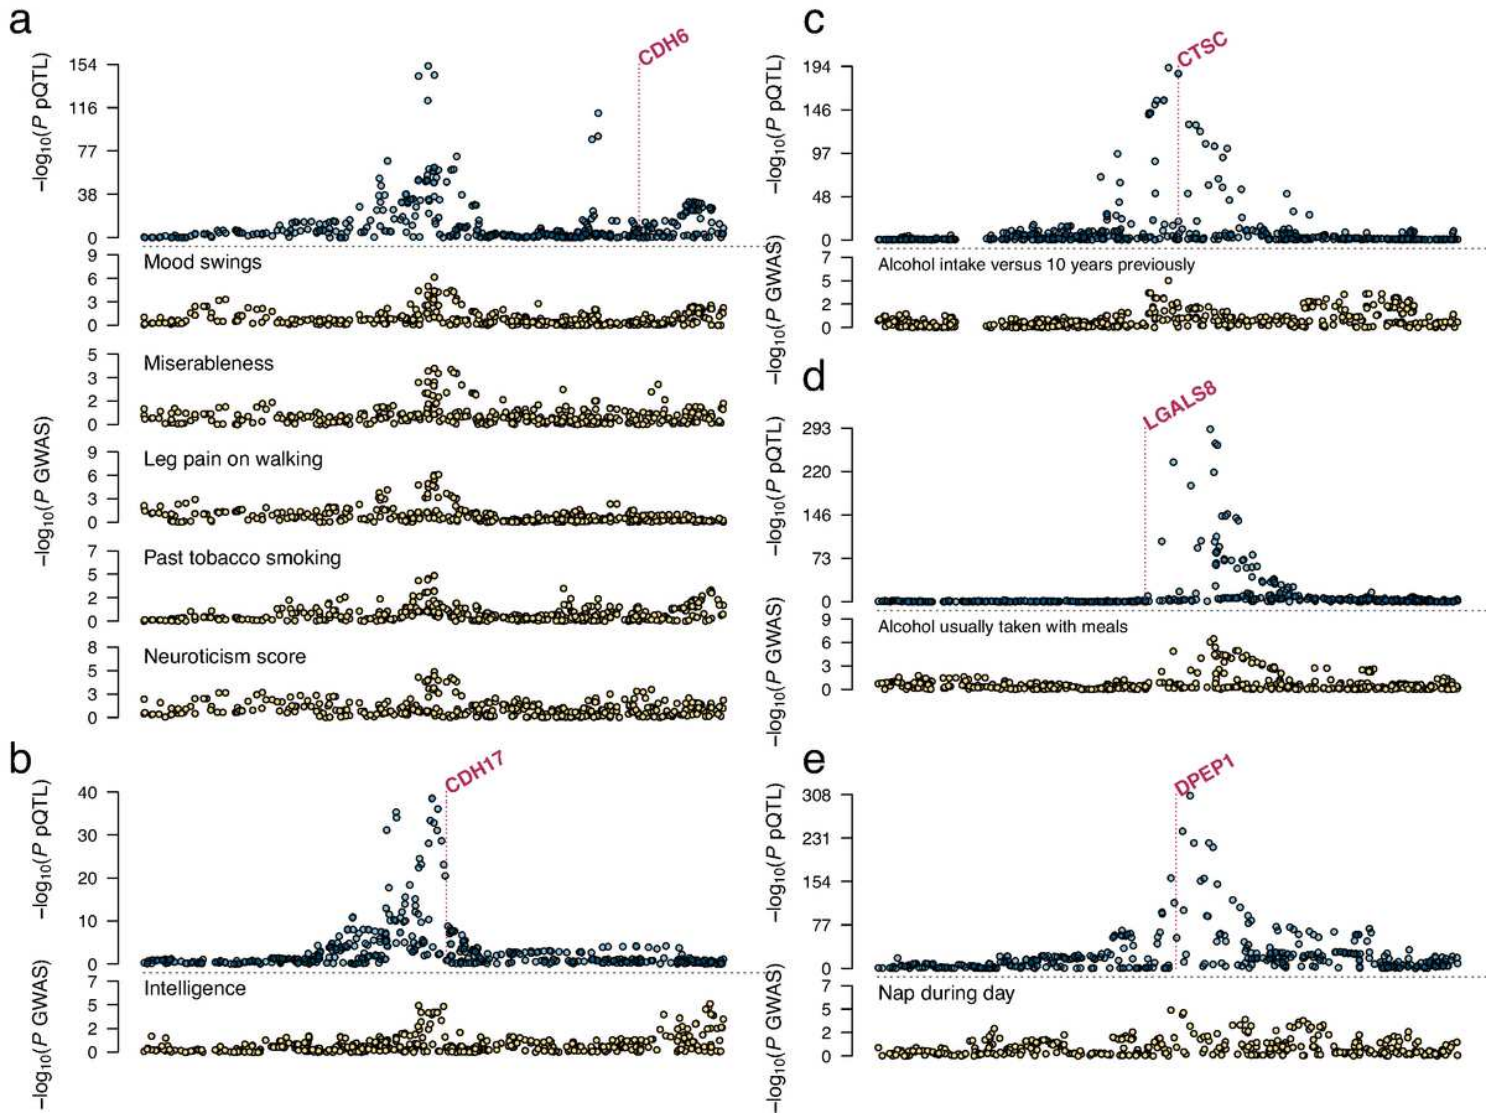 a
CDH6
−log10(P pQTL)
154
116
77
38
0
Mood swings
9
6
3
0
Miserableness
5
3
2
0
−log10(P GWAS)
Leg pain on walking
9
6
3
0
Past tobacco smoking
7
5
2
0
Neuroticism score
8
5
3
0
b
CDH17
−log10(P pQTL)
40
30
20
10
0
−log10(P GWAS)
Intelligence
7
5
2
0
c
CTSC
−log10(P pQTL)
194
146
97
48
0
−log10(P GWAS)
Alcohol intake versus 10 years previously
7
5
2
0
d
LGALS8
−log10(P pQTL)
293
220
146
73
0
−log10(P GWAS)
Alcohol usually taken with meals
9
6
3
0
e
DPEP1
−log10(P pQTL)
308
231
154
77
0
−log10(P GWAS)
Nap during day
7
5
2
0